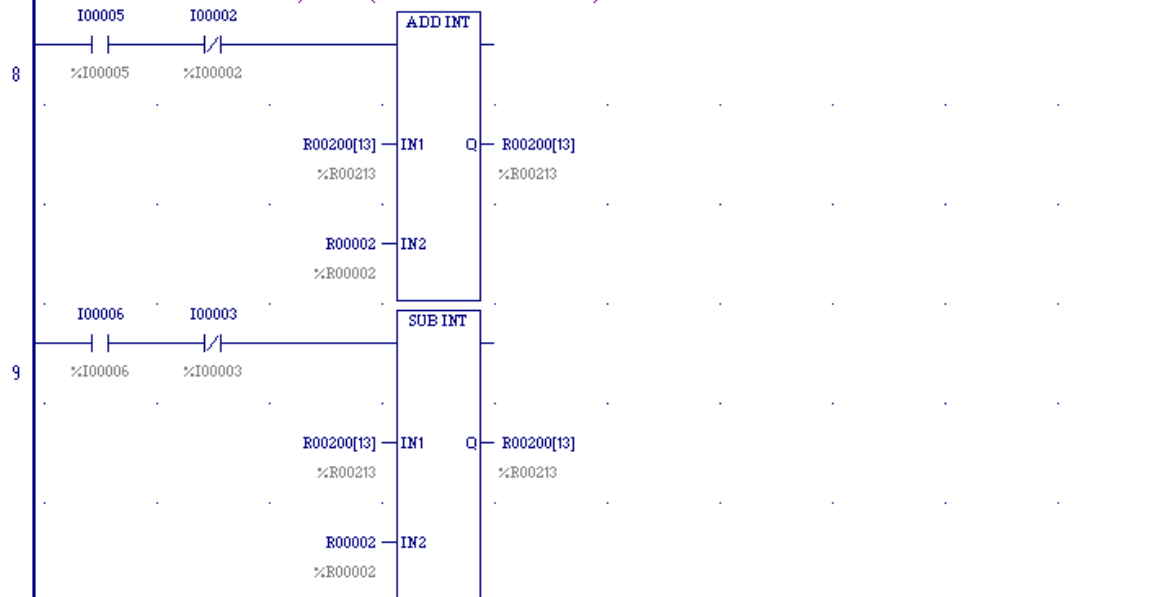 I00005 I00002 ADD INT
8 %I00005 %I00002
R00200[13] IN1 Q R00200[13]
%R00213 %R00213
R00002 IN2
%R00002
I00006 I00003 SUB INT
9 %I00006 %I00003
R00200[13] IN1 Q R00200[13]
%R00213 %R00213
R00002 IN2
%R00002